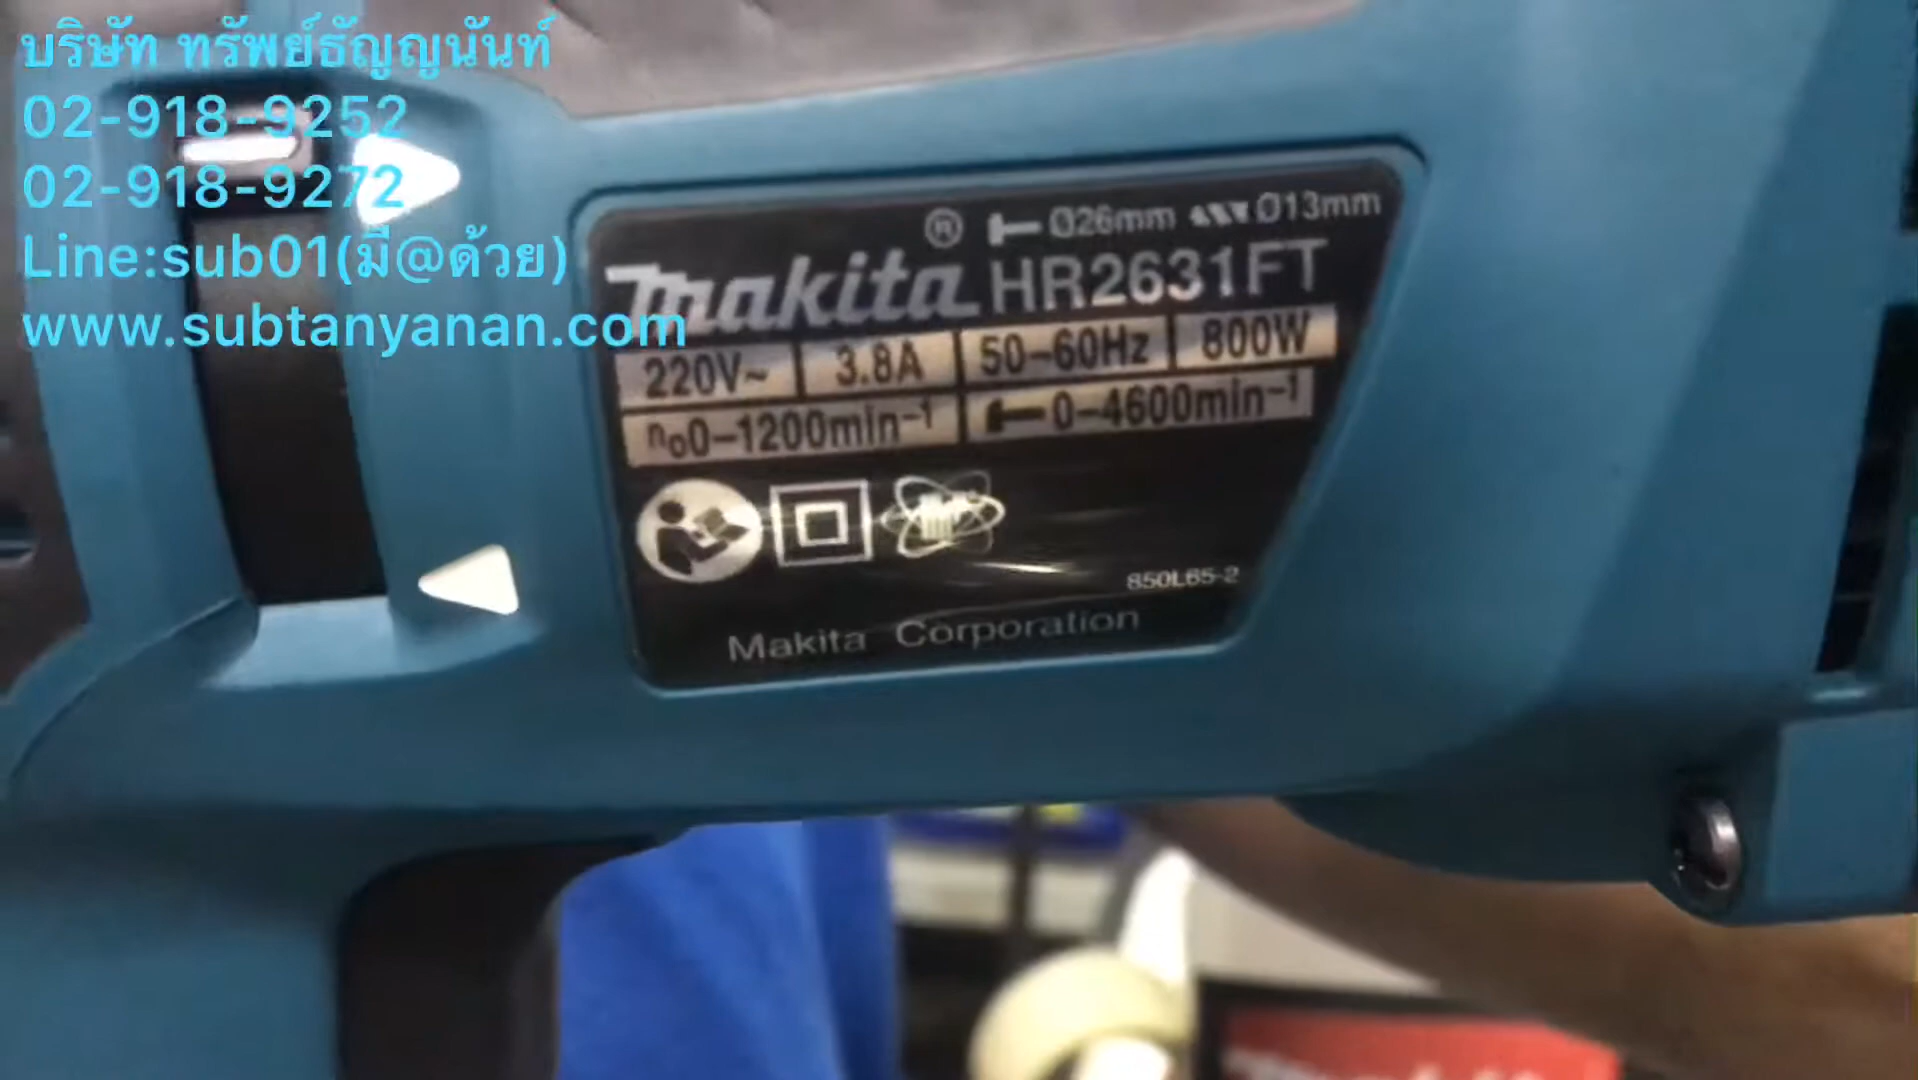 บริษัท ทรัพย์ธัญญนันท์
02-918-9252
02-918-9272
Line:sub01(มี@ด้วย)
www.subtanyanan.com
® Ø26mm Ø13mm
makita HR2631FT
220V~ 3.8A 50-60Hz 800W
n₀0-1200min⁻¹ 0-4600min⁻¹
850L65-2
Makita Corporation